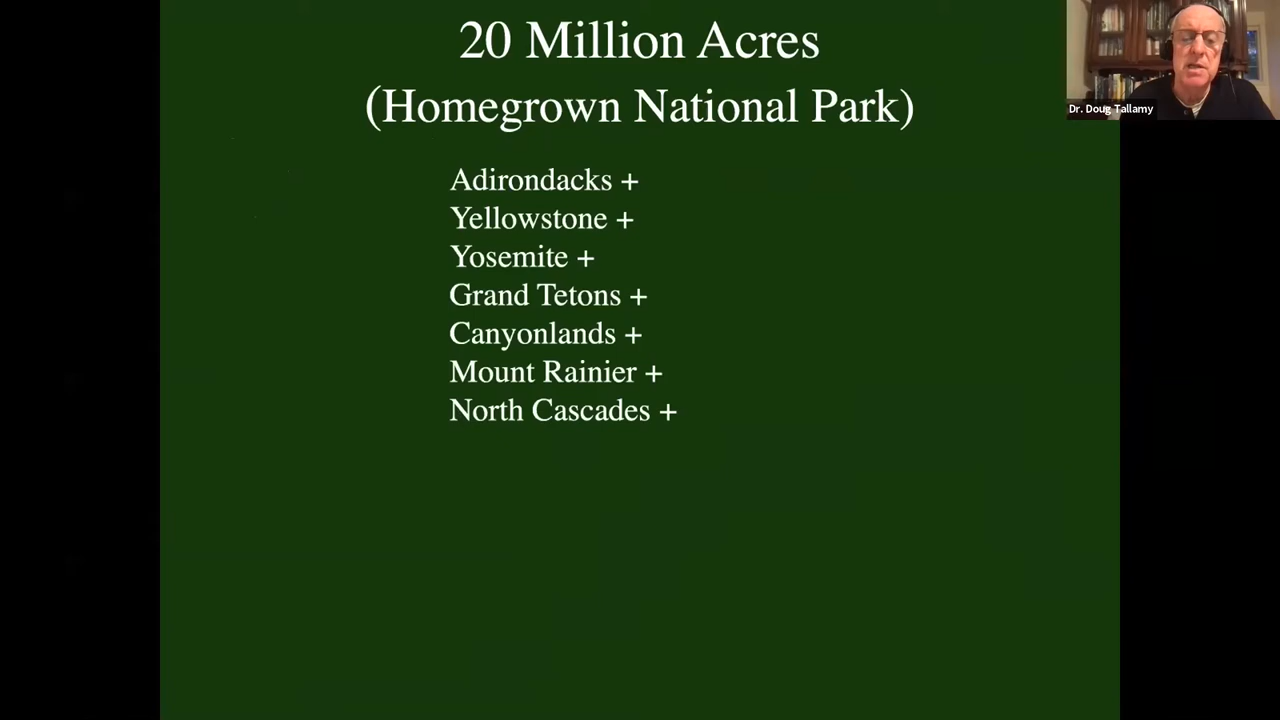 20 Million Acres
(Homegrown National Park)
Adirondacks +
Yellowstone +
Yosemite +
Grand Tetons +
Canyonlands +
Mount Rainier +
North Cascades +
Dr. Doug Tallamy